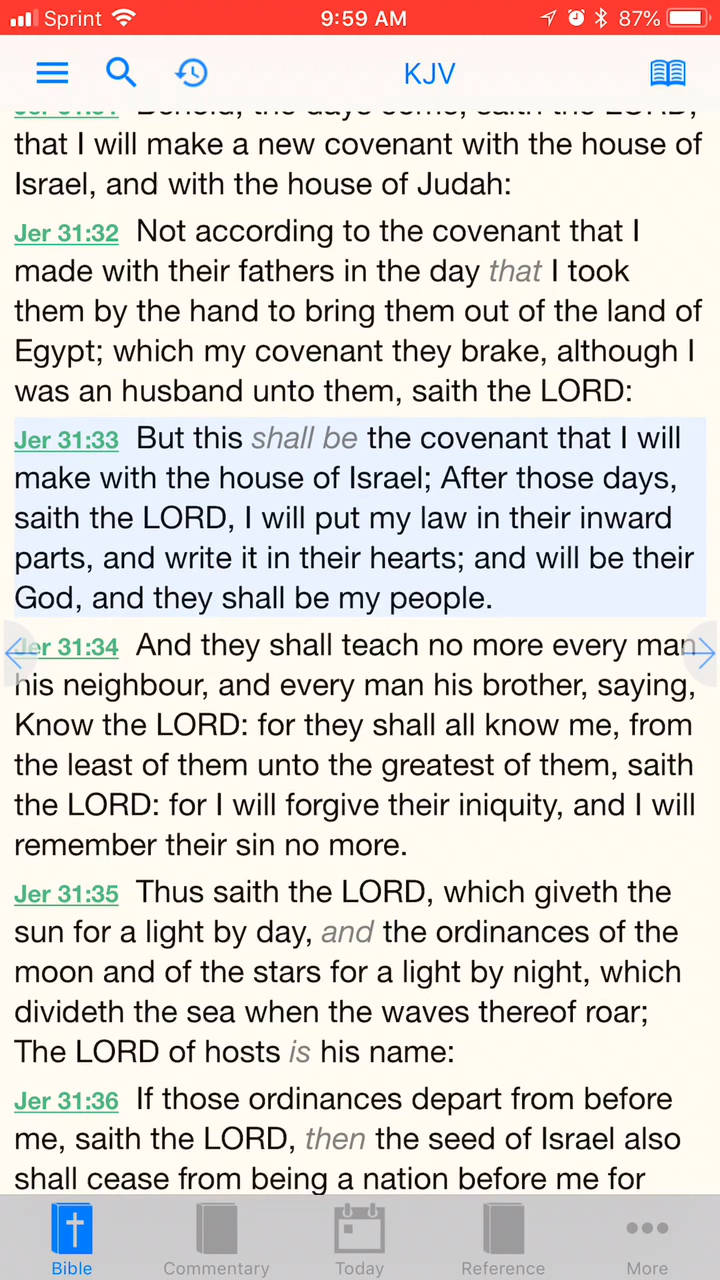 Sprint 9:59 AM 87%
KJV
Jer 31:31 Behold, the days come, saith the LORD,
that I will make a new covenant with the house of
Israel, and with the house of Judah:
Jer 31:32 Not according to the covenant that I
made with their fathers in the day that I took
them by the hand to bring them out of the land of
Egypt; which my covenant they brake, although I
was an husband unto them, saith the LORD:
Jer 31:33 But this shall be the covenant that I will
make with the house of Israel; After those days,
saith the LORD, I will put my law in their inward
parts, and write it in their hearts; and will be their
God, and they shall be my people.
Jer 31:34 And they shall teach no more every man
his neighbour, and every man his brother, saying,
Know the LORD: for they shall all know me, from
the least of them unto the greatest of them, saith
the LORD: for I will forgive their iniquity, and I will
remember their sin no more.
Jer 31:35 Thus saith the LORD, which giveth the
sun for a light by day, and the ordinances of the
moon and of the stars for a light by night, which
divideth the sea when the waves thereof roar;
The LORD of hosts is his name:
Jer 31:36 If those ordinances depart from before
me, saith the LORD, then the seed of Israel also
shall cease from being a nation before me for
Bible Commentary Today Reference More